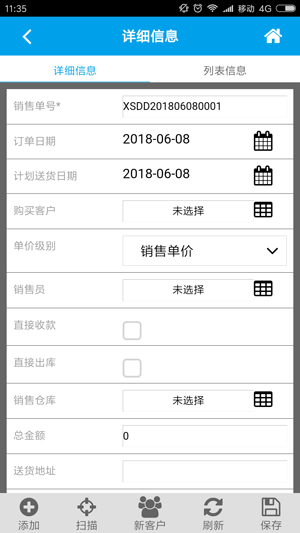 11:35 移动 4G
详细信息
详细信息 列表信息
销售单号* XSDD201806080001
订单日期 2018-06-08
计划送货日期 2018-06-08
购买客户 未选择
单价级别 销售单价
销售员 未选择
直接收款
直接出库
销售仓库 未选择
总金额 0
送货地址
添加 扫描 新客户 刷新 保存